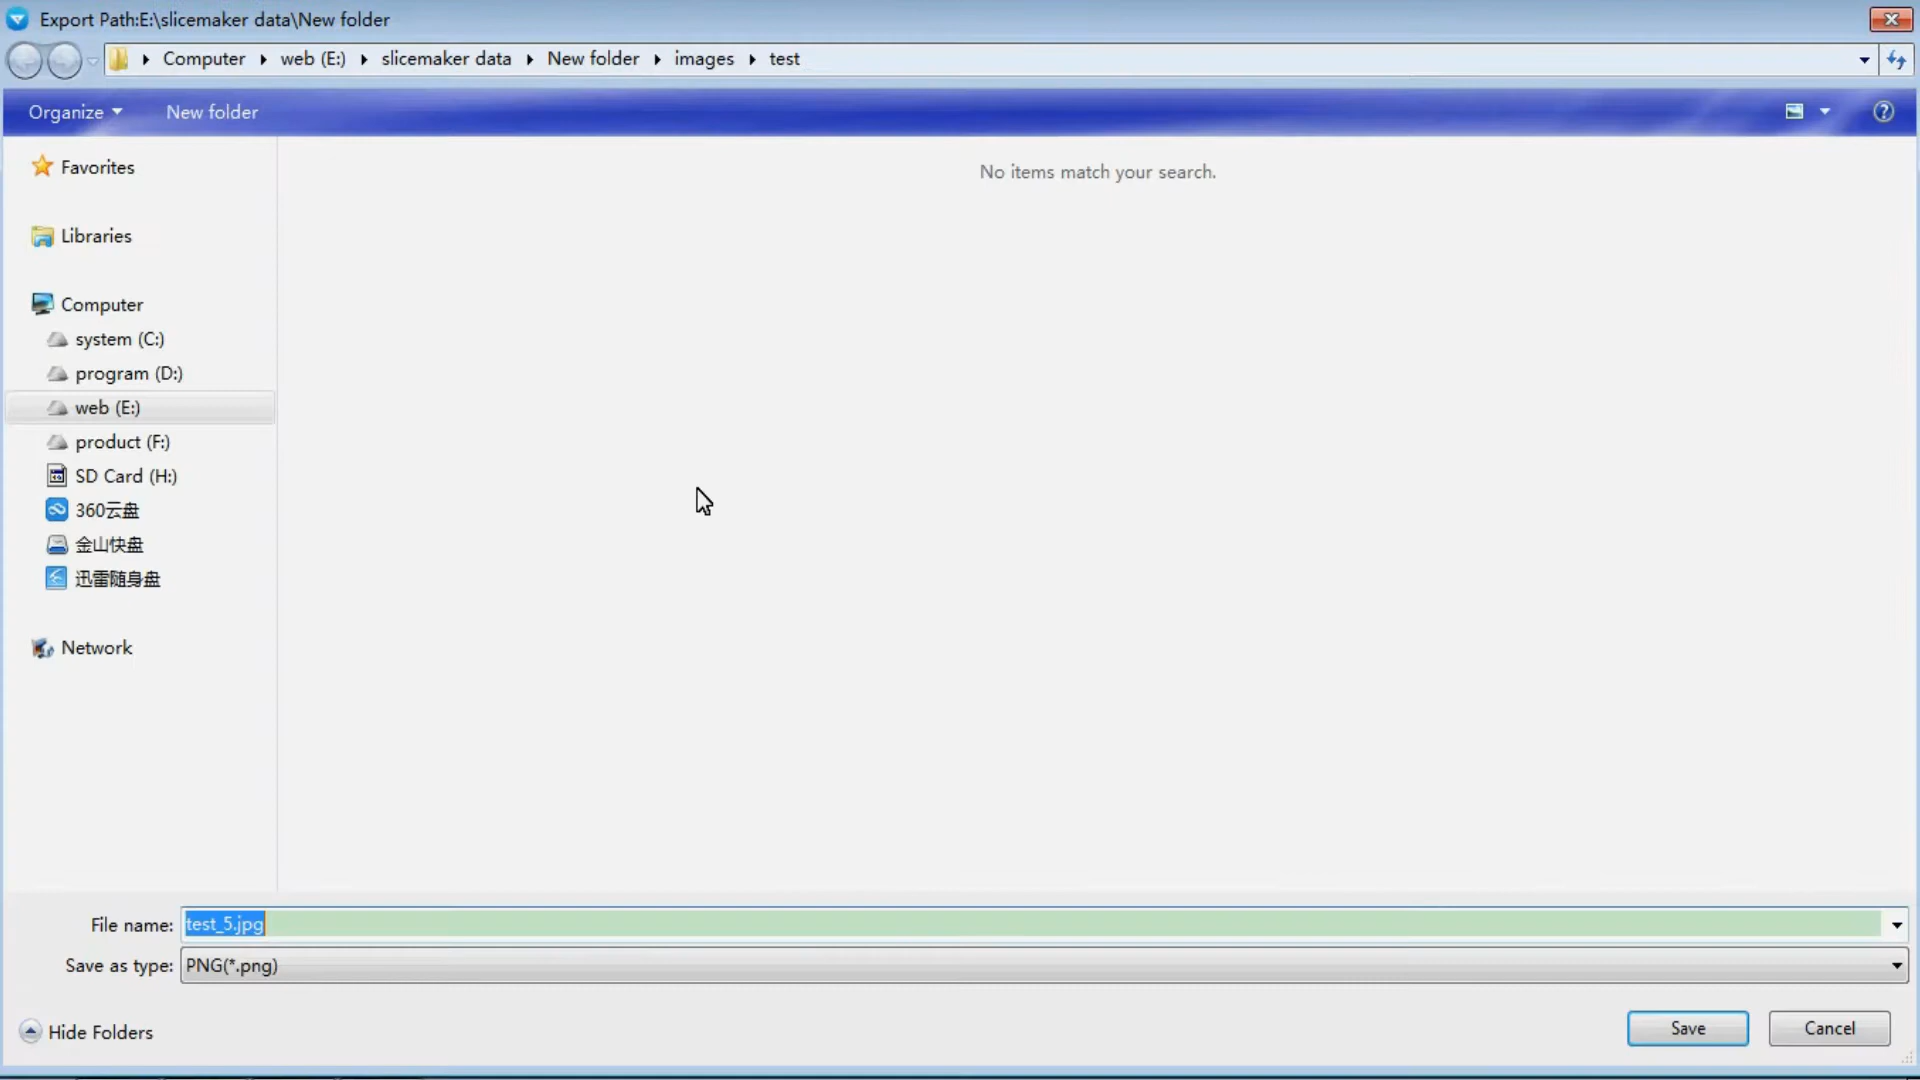 Export Path:E:\slicemaker data\New folder
Computer web (E:) slicemaker data New folder images test
Organize New folder
Favorites
No items match your search.
Libraries
Computer
system (C:)
program (D:)
web (E:)
product (F:)
SD Card (H:)
360云盘
金山快盘
迅雷随身盘
Network
File name: test_5.jpg
Save as type: PNG(*.png)
Hide Folders Save Cancel